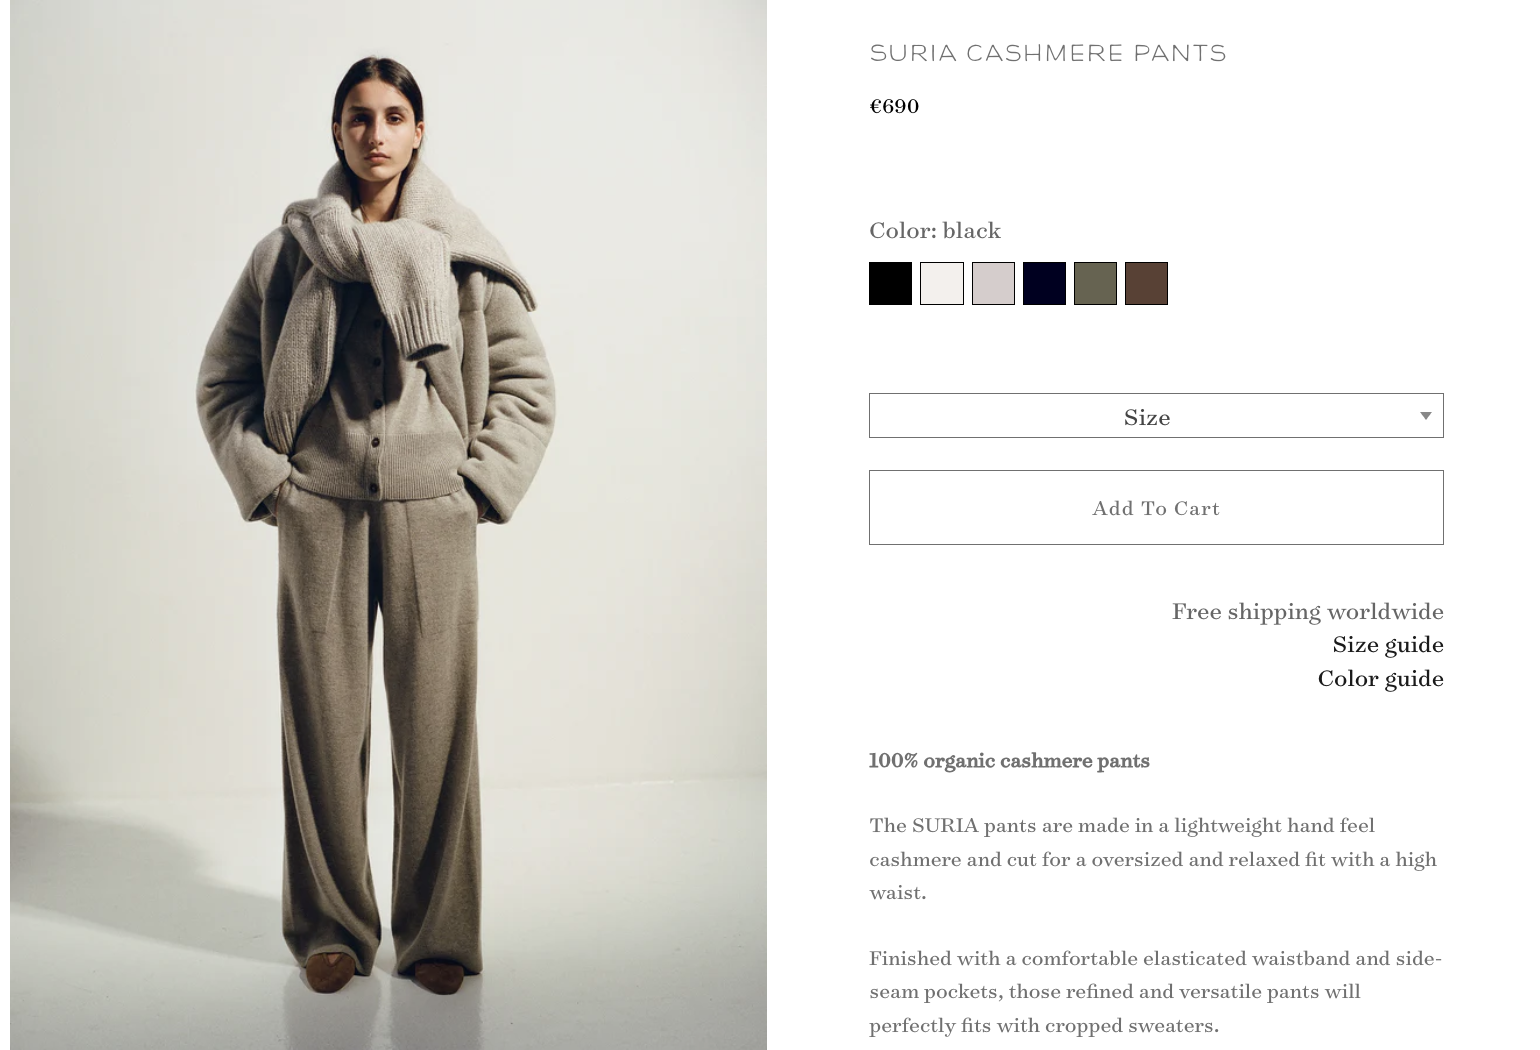 SURIA CASHMERE PANTS
€690
Color: black
Size
Add To Cart
Free shipping worldwide
Size guide
Color guide
100% organic cashmere pants
The SURIA pants are made in a lightweight hand feel
cashmere and cut for a oversized and relaxed fit with a high
waist.
Finished with a comfortable elasticated waistband and side-
seam pockets, those refined and versatile pants will
perfectly fits with cropped sweaters.